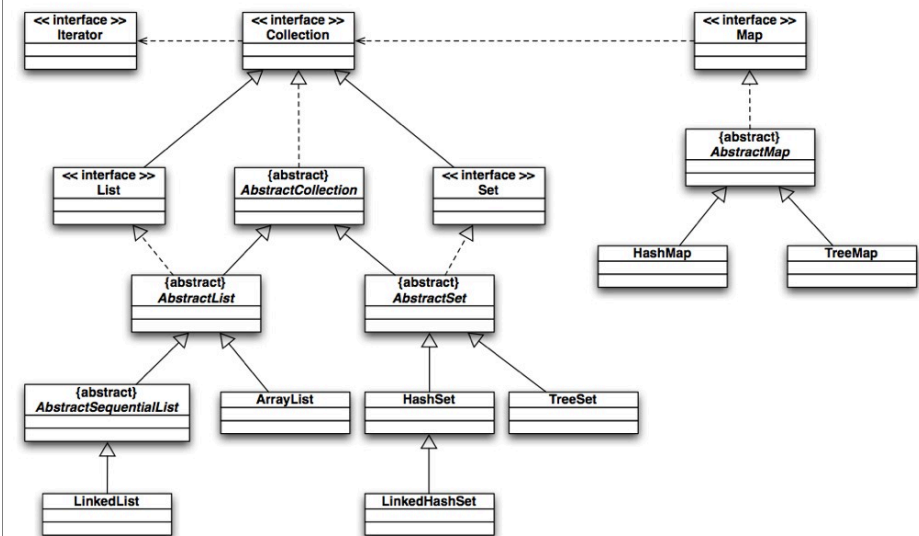 << interface >>
Iterator
<< interface >>
Collection
<< interface >>
Map
{abstract}
AbstractMap
<< interface >>
List
{abstract}
AbstractCollection
<< interface >>
Set
HashMap
TreeMap
{abstract}
AbstractList
{abstract}
AbstractSet
{abstract}
AbstractSequentialList
ArrayList
HashSet
TreeSet
LinkedList
LinkedHashSet